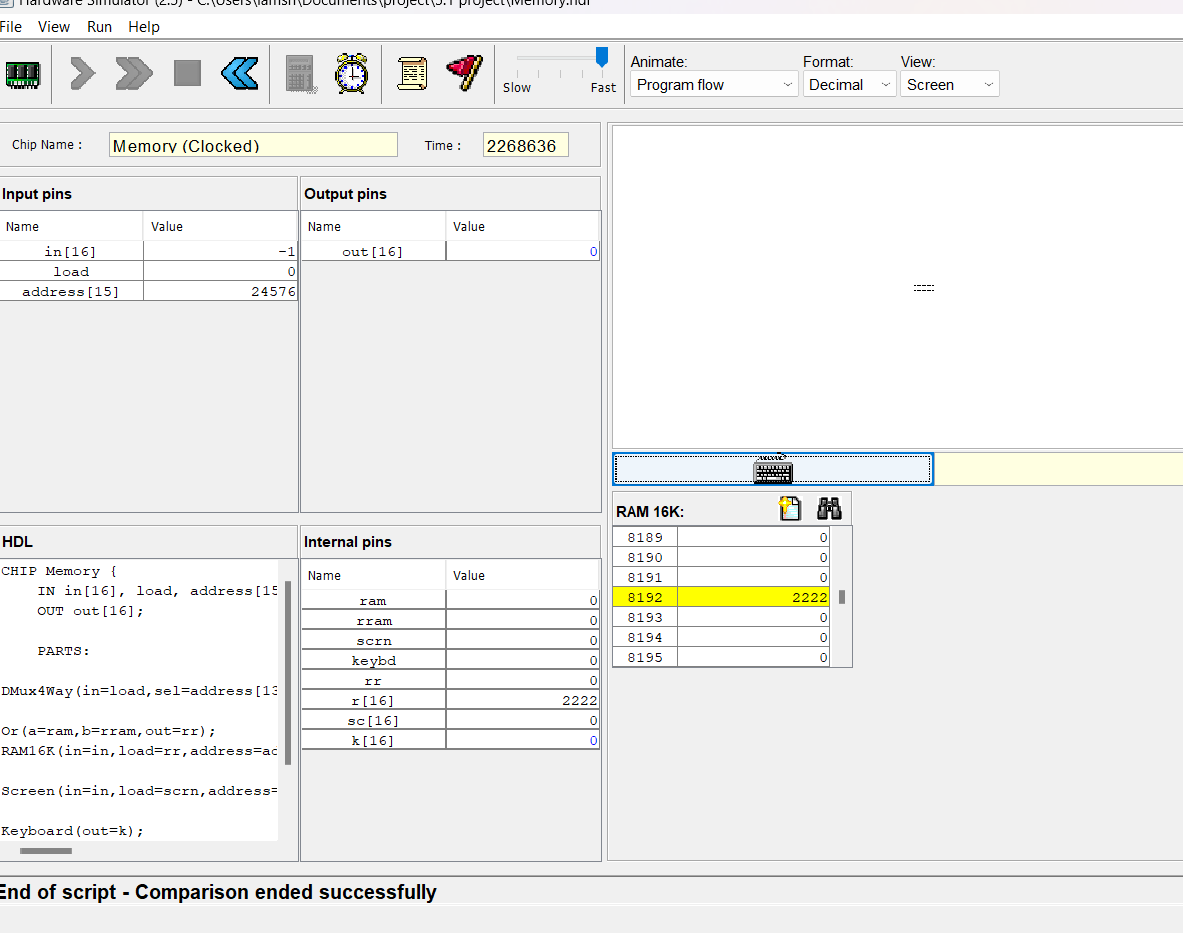 Hardware Simulator (2.5) - C:\Users\iamsh\Documents\project\5.1 project\Memory.hdl
File View Run Help
Slow Fast
Animate: Format: View:
Program flow Decimal Screen
Chip Name : Memory (Clocked) Time : 2268636
Input pins
Name Value
in[16] -1
load 0
address[15] 24576
Output pins
Name Value
out[16] 0
HDL
CHIP Memory {
IN in[16], load, address[15
OUT out[16];
PARTS:
DMux4Way(in=load,sel=address[13
Or(a=ram,b=rram,out=rr);
RAM16K(in=in,load=rr,address=ad
Screen(in=in,load=scrn,address=
Keyboard(out=k);
Internal pins
Name Value
ram 0
rram 0
scrn 0
keybd 0
rr 0
r[16] 2222
sc[16] 0
k[16] 0
RAM 16K:
8189 0
8190 0
8191 0
8192 2222
8193 0
8194 0
8195 0
End of script - Comparison ended successfully